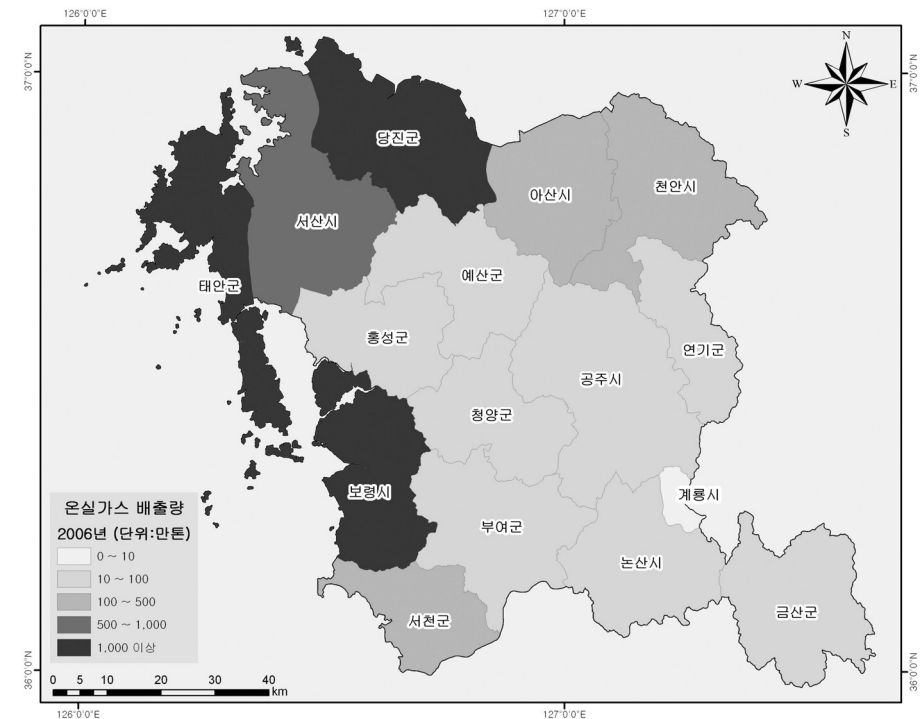 126°0'0"E 127°0'0"E
37°0'0"N
37°0'0"N
N
W E
S
당진군
천안시
아산시
서산시
예산군
태안군
홍성군
연기군
공주시
청양군
보령시
계룡시
부여군
논산시
금산군
서천군
온실가스 배출량
2006년 (단위:만톤)
0 ~ 10
10 ~ 100
100 ~ 500
500 ~ 1,000
1,000 이상
0 5 10 20 30 40
km
36°0'0"N
36°0'0"N
126°0'0"E 127°0'0"E